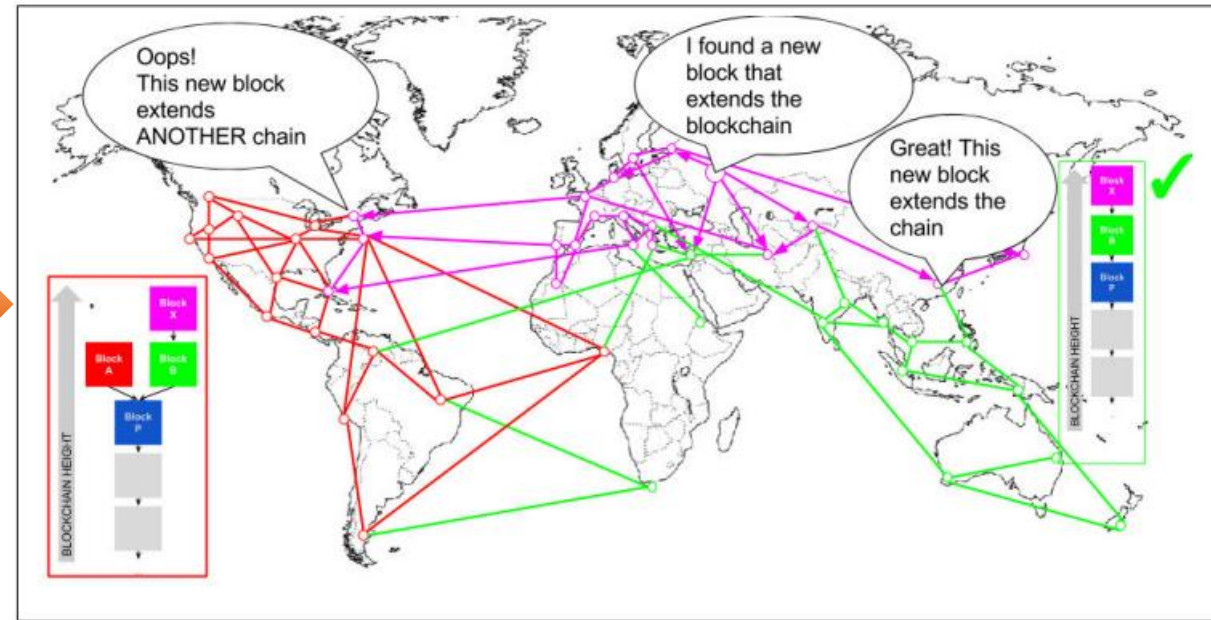 Oops!
This new block
extends
ANOTHER chain
I found a new
block that
extends the
blockchain
Great! This
new block
extends the
chain
Block
X
Block
A
Block
B
Block
P
BLOCKCHAIN HEIGHT
Block
X
Block
B
Block
P
BLOCKCHAIN HEIGHT